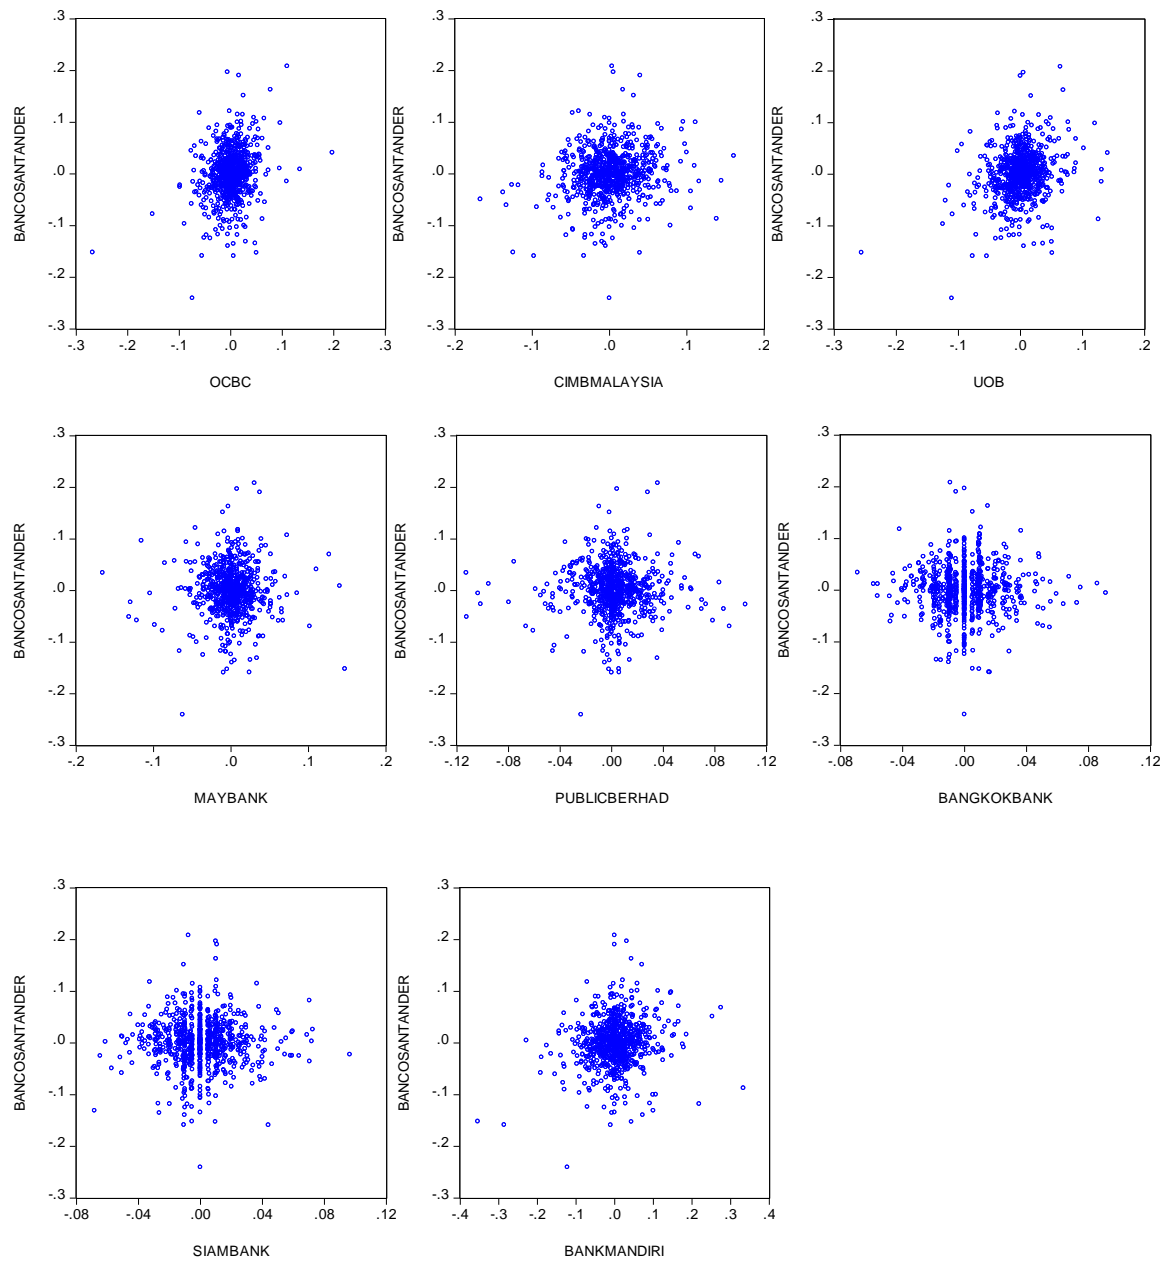 .3 .3 .3
.2 .2 .2
.1 .1 .1
.0 .0 .0
-.1 -.1 -.1
-.2 -.2 -.2
-.3 -.3 -.3
BANCOSANTANDER BANCOSANTANDER BANCOSANTANDER
-.3 -.2 -.1 .0 .1 .2 .3 -.2 -.1 .0 .1 .2 -.3 -.2 -.1 .0 .1 .2
OCBC CIMBMALAYSIA UOB
.3 .3 .3
.2 .2 .2
.1 .1 .1
.0 .0 .0
-.1 -.1 -.1
-.2 -.2 -.2
-.3 -.3 -.3
BANCOSANTANDER BANCOSANTANDER BANCOSANTANDER
-.2 -.1 .0 .1 .2 -.12 -.08 -.04 .00 .04 .08 .12 -.08 -.04 .00 .04 .08 .12
MAYBANK PUBLICBERHAD BANGKOKBANK
.3 .3
.2 .2
.1 .1
.0 .0
-.1 -.1
-.2 -.2
-.3 -.3
BANCOSANTANDER BANCOSANTANDER
-.08 -.04 .00 .04 .08 .12 -.4 -.3 -.2 -.1 .0 .1 .2 .3 .4
SIAMBANK BANKMANDIRI